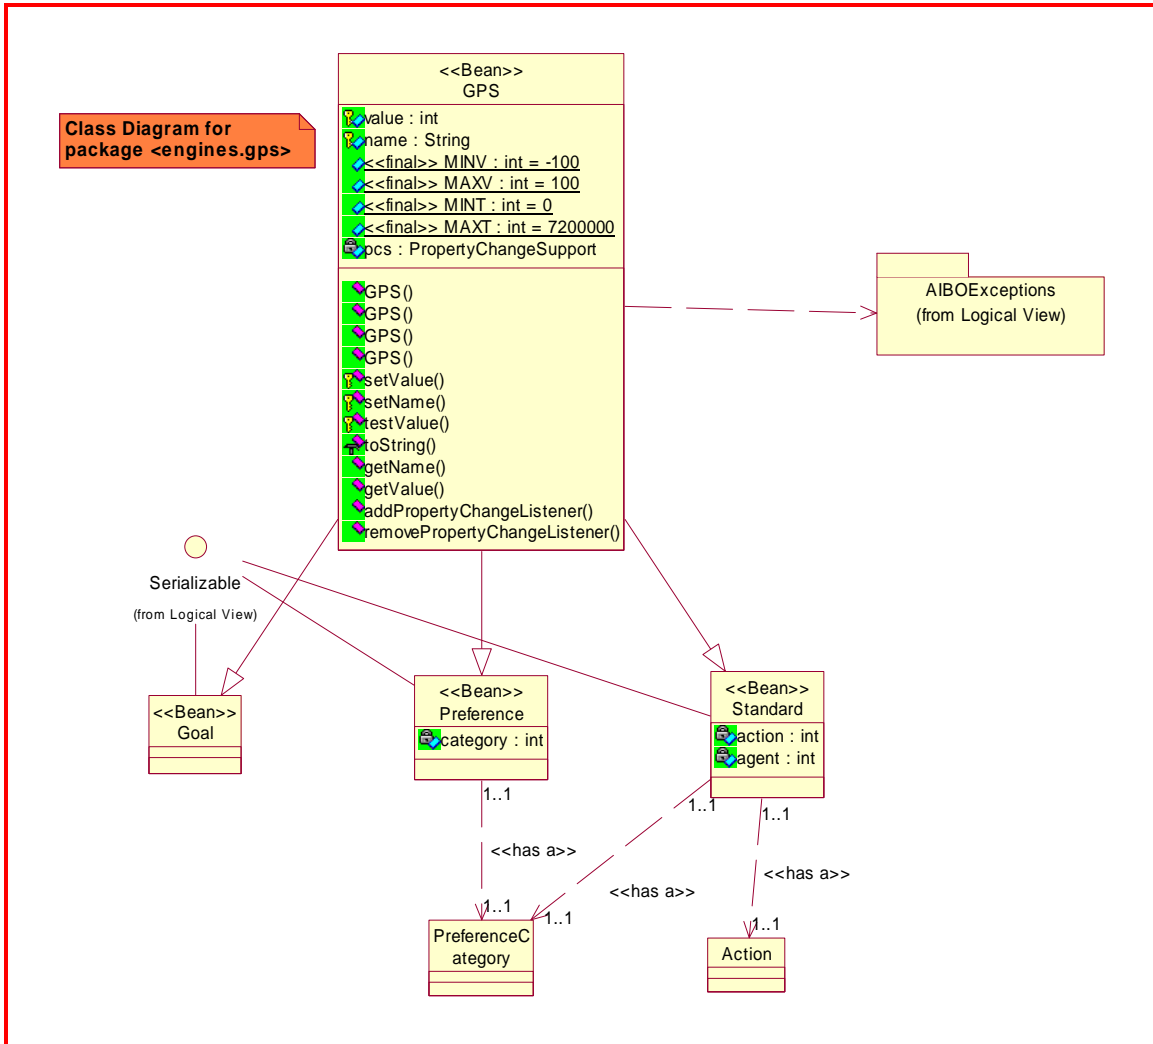 <<Bean>>
GPS
value : int
name : String
<<final>> MINV : int = -100
<<final>> MAXV : int = 100
<<final>> MINT : int = 0
<<final>> MAXT : int = 7200000
pcs : PropertyChangeSupport
GPS()
GPS()
GPS()
GPS()
setValue()
setName()
testValue()
toString()
getName()
getValue()
addPropertyChangeListener()
removePropertyChangeListener()
Class Diagram for
package <engines.gps>
AIBOExceptions
(from Logical View)
Serializable
(from Logical View)
<<Bean>>
Goal
<<Bean>>
Preference
category : int
<<Bean>>
Standard
action : int
agent : int
1..1
1..1
1..1
<<has a>>
<<has a>>
<<has a>>
1..1
1..1
1..1
PreferenceC
ategory
Action